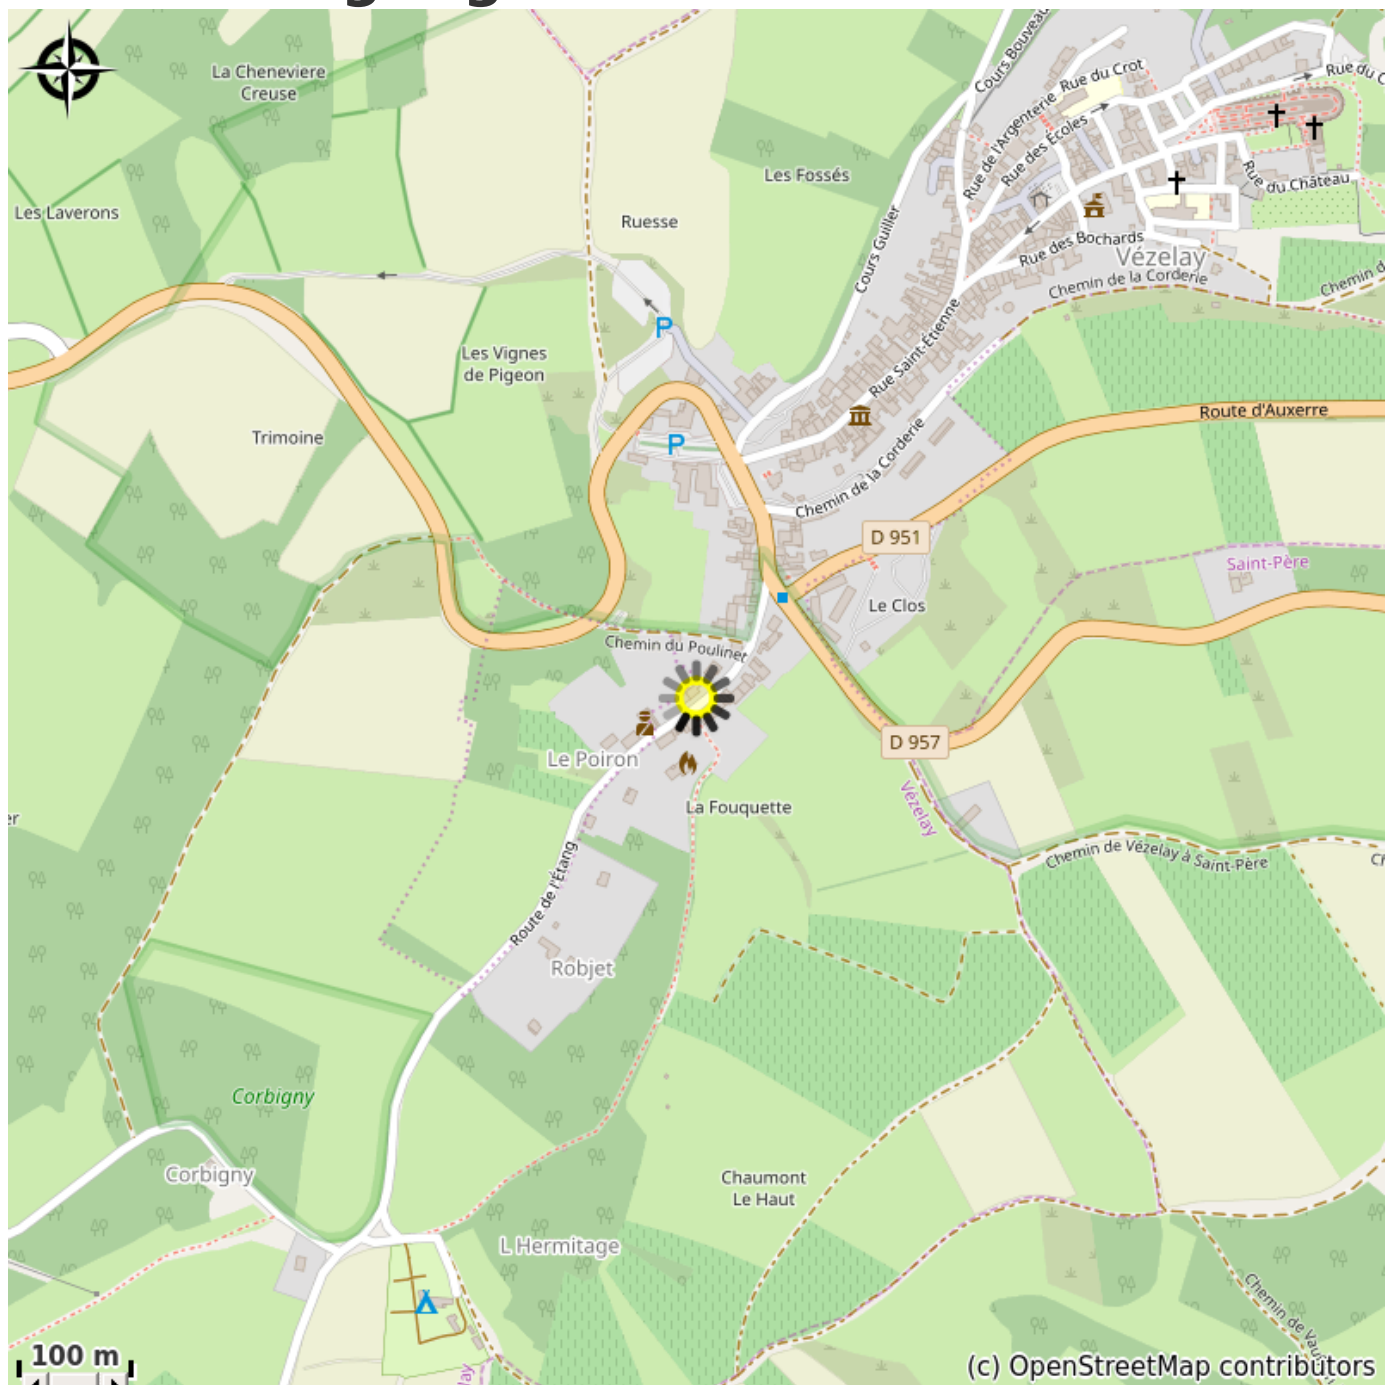 La Cheneviere
Creuse
Cours Bouveau
Rue du Crot
Rue de l'Argenterie
Rue des Écoles
Les Fossés
Rue du Château
Les Laverons
Ruesse
Cours Guiller
Rue des Bochards
Vézelay
Chemin de la Corderie
Chemin d
P
Les Vignes
de Pigeon
Rue Saint-Étienne
Route d'Auxerre
Trimoine
P
Chemin de la Corderie
D 951
Saint-Père
Le Clos
Chemin du Poulinet
D 957
Le Poiron
Vézelay
La Fouquette
er
Chemin de Vézelay à Saint-Père
Route de l'Étang
Robjet
Corbigny
Corbigny
Chaumont
Le Haut
L Hermitage
100 m
(c) OpenStreetMap contributors